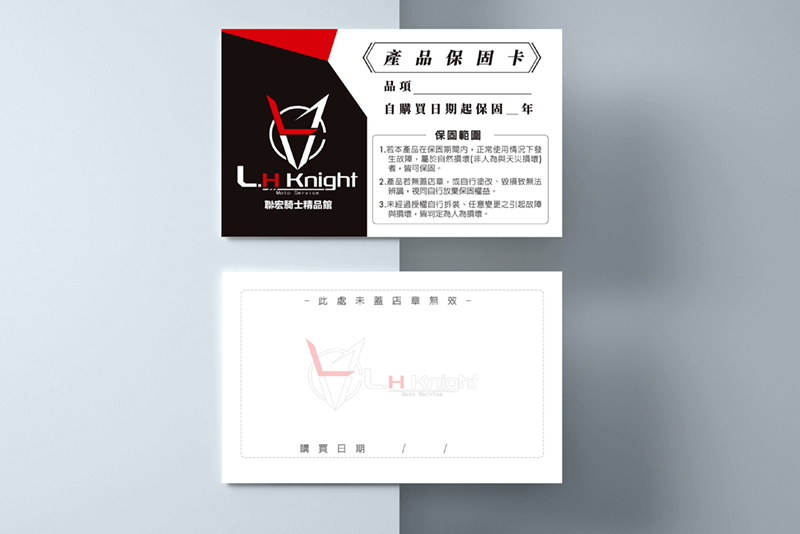 產品保固卡
品項
自購買日期起保固__年
保固範圍
1.若本產品在保固期間內，正常使用情況下發
生故障，屬於自然損壞(非人為與天災損壞)
者，皆可保固。
2.產品若無蓋店章，或自行塗改、毀損致無法
辨識，視同自行放棄保固權益。
3.未經過授權自行拆裝、任意變更之引起故障
與損壞，皆判定為人為損壞。
L.H Knight
Moto Service
聯宏騎士精品館
-此處未蓋店章無效-
L.H Knight
Moto Service
購買日期 / /